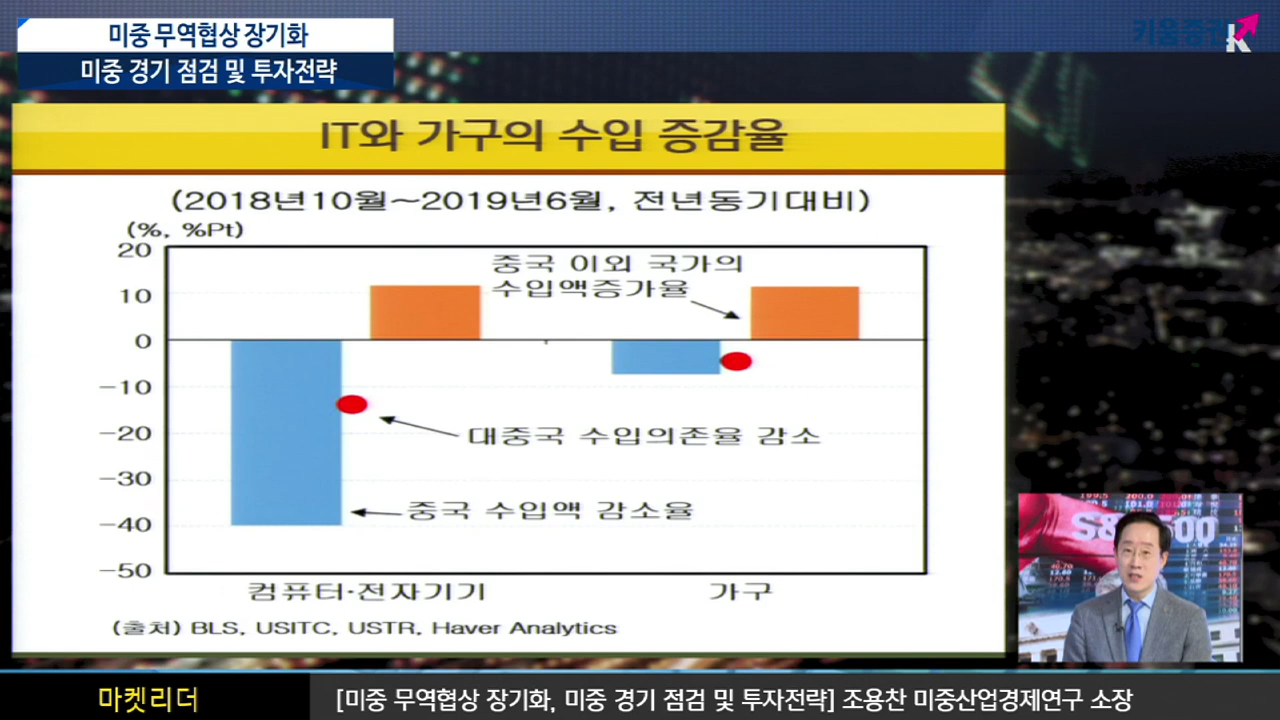 미중 무역협상 장기화
미중 경기 점검 및 투자전략
키움증권
IT와 가구의 수입 증감율
(2018년10월~2019년6월, 전년동기대비)
(%, %Pt)
20
10
0
-10
-20
-30
-40
-50
중국 이외 국가의
수입액증가율
대중국 수입의존율 감소
중국 수입액 감소율
컴퓨터·전자기기
가구
(출처) BLS, USITC, USTR, Haver Analytics
마켓리더
[미중 무역협상 장기화, 미중 경기 점검 및 투자전략] 조용찬 미중산업경제연구 소장